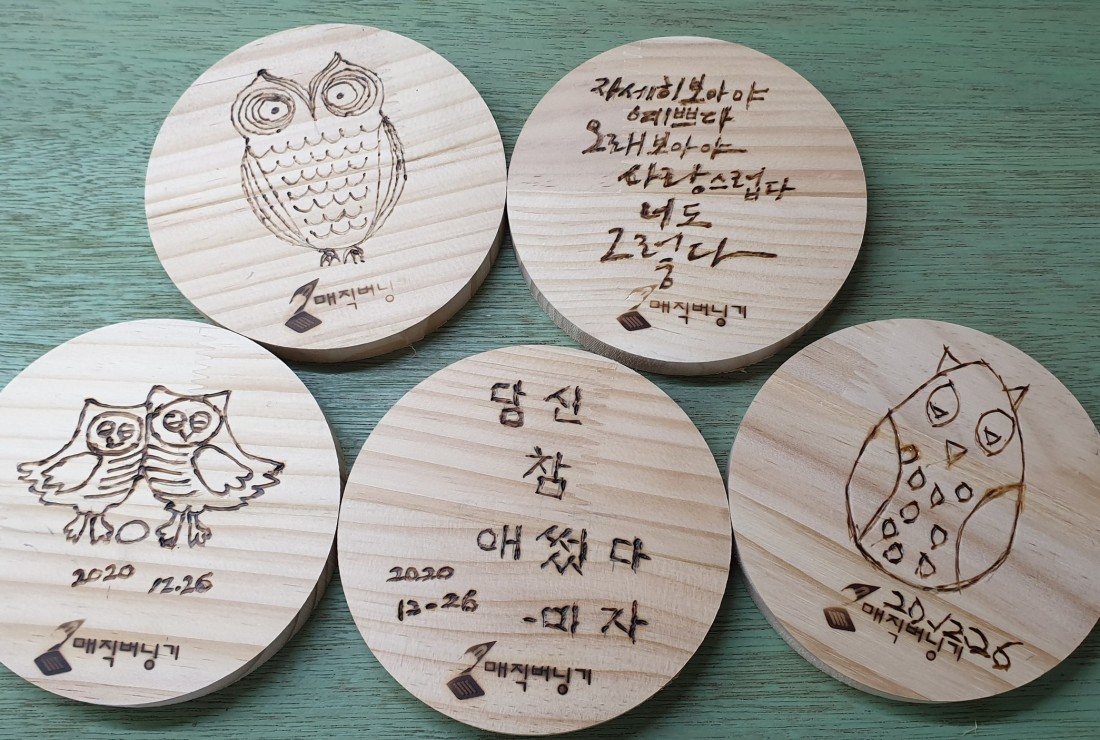 매직버닝
자세히 보아야
예쁘다
오래 보아야
사랑스럽다
너도
그렇다
매직버닝기
2020 12.26
매직버닝기
당신
참
애썼다
2020
12-26
매직버닝기
매직버닝기